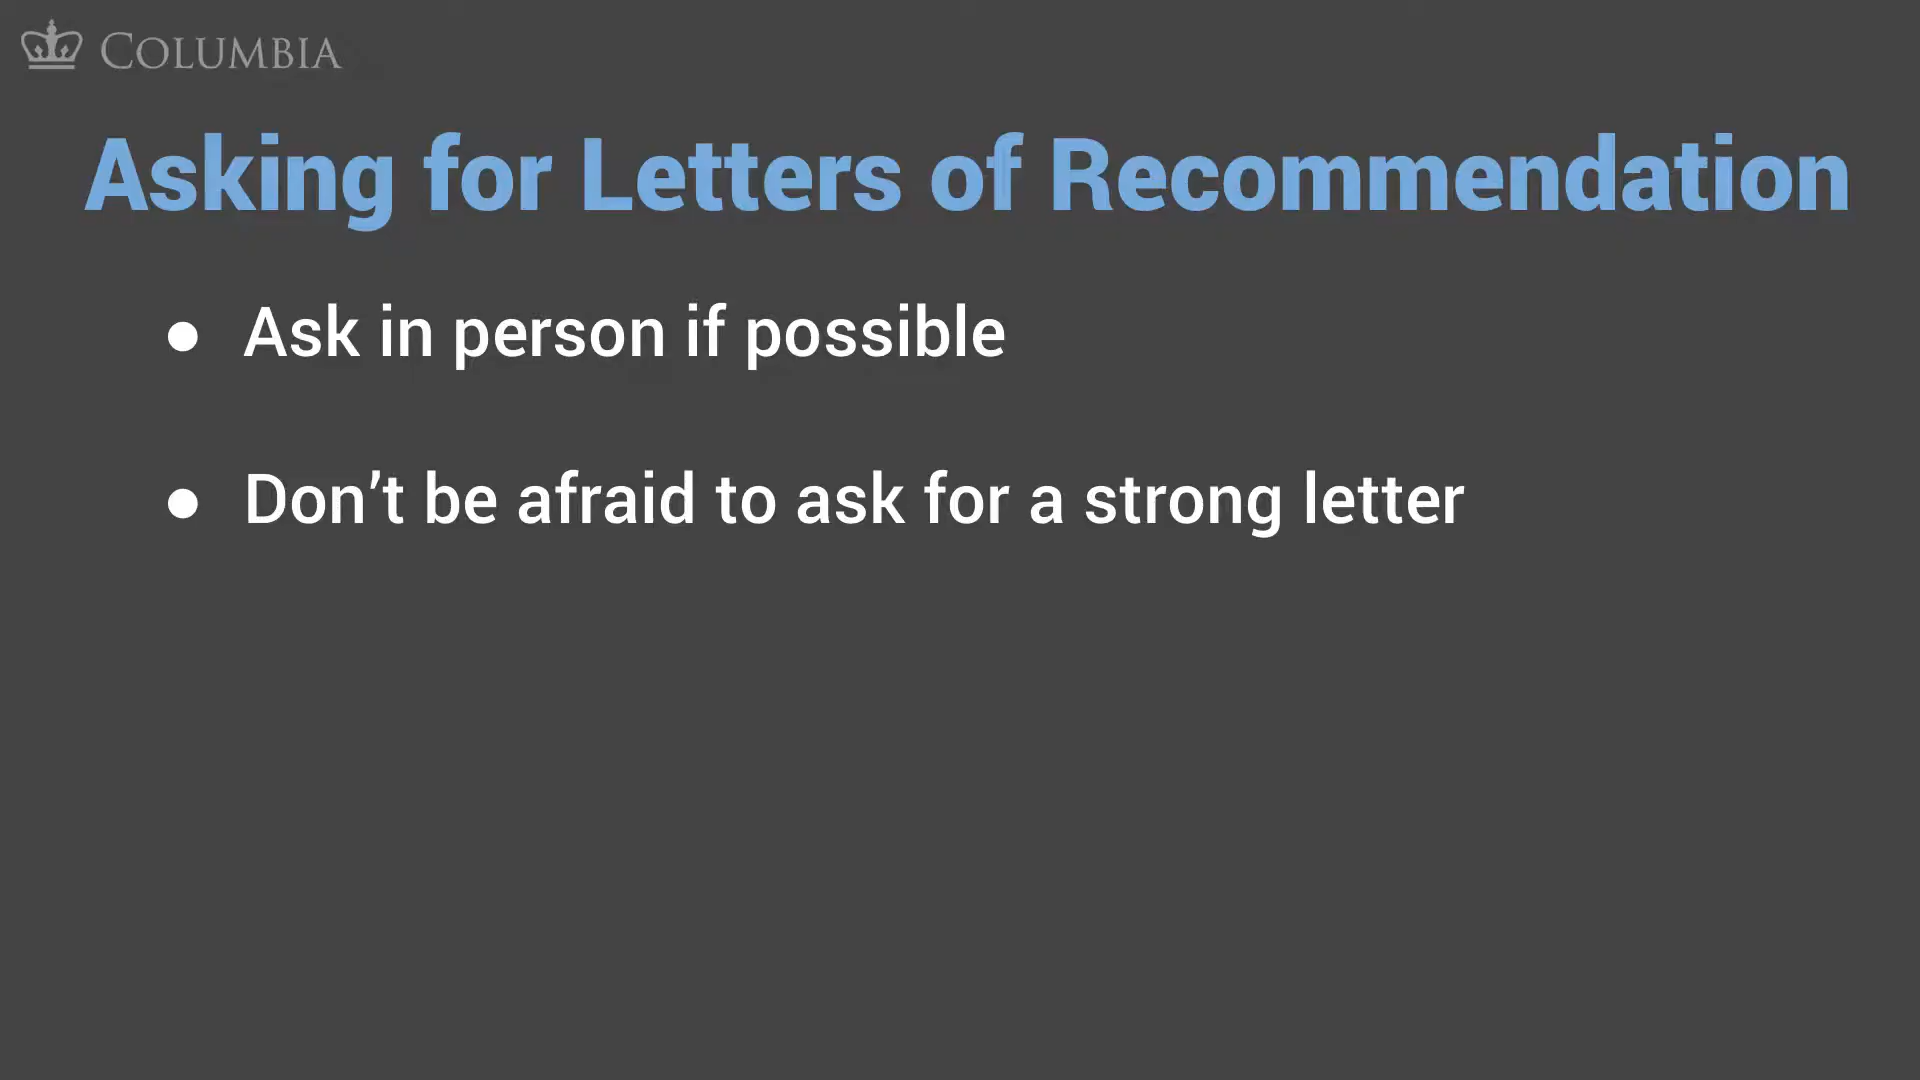 COLUMBIA
Asking for Letters of Recommendation
● Ask in person if possible
● Don’t be afraid to ask for a strong letter